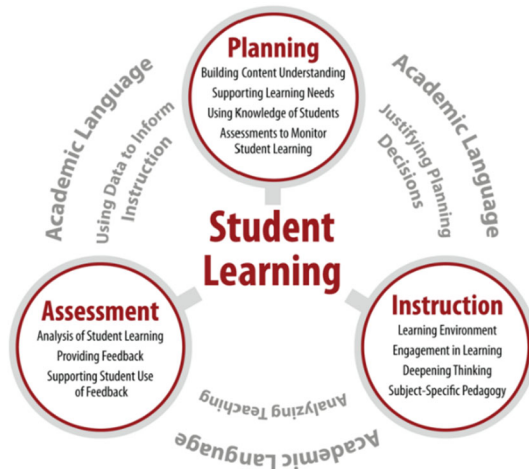 Planning
Building Content Understanding
Supporting Learning Needs
Using Knowledge of Students
Assessments to Monitor
Student Learning
Academic Language
Using Data to Inform
Instruction
Academic Language
Justifying Planning
Decisions
Student
Learning
Assessment
Analysis of Student Learning
Providing Feedback
Supporting Student Use
of Feedback
Instruction
Learning Environment
Engagement in Learning
Deepening Thinking
Subject-Specific Pedagogy
Analyzing Teaching
Academic Language